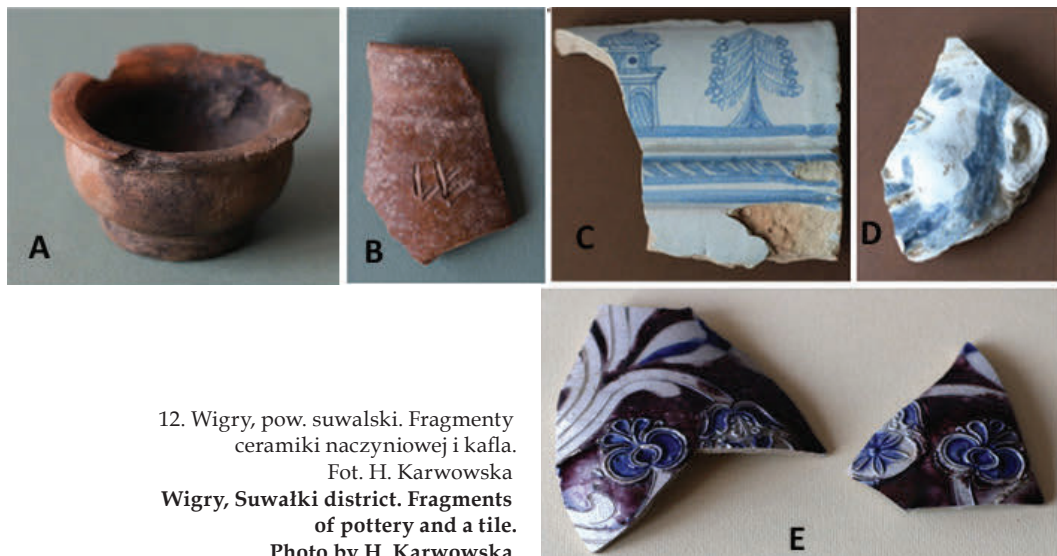 A
B
C
D
12. Wigry, pow. suwalski. Fragmenty
ceramiki naczyniowej i kafla.
Fot. H. Karwowska
Wigry, Suwałki district. Fragments
of pottery and a tile.
Photo by H. Karwowska
E